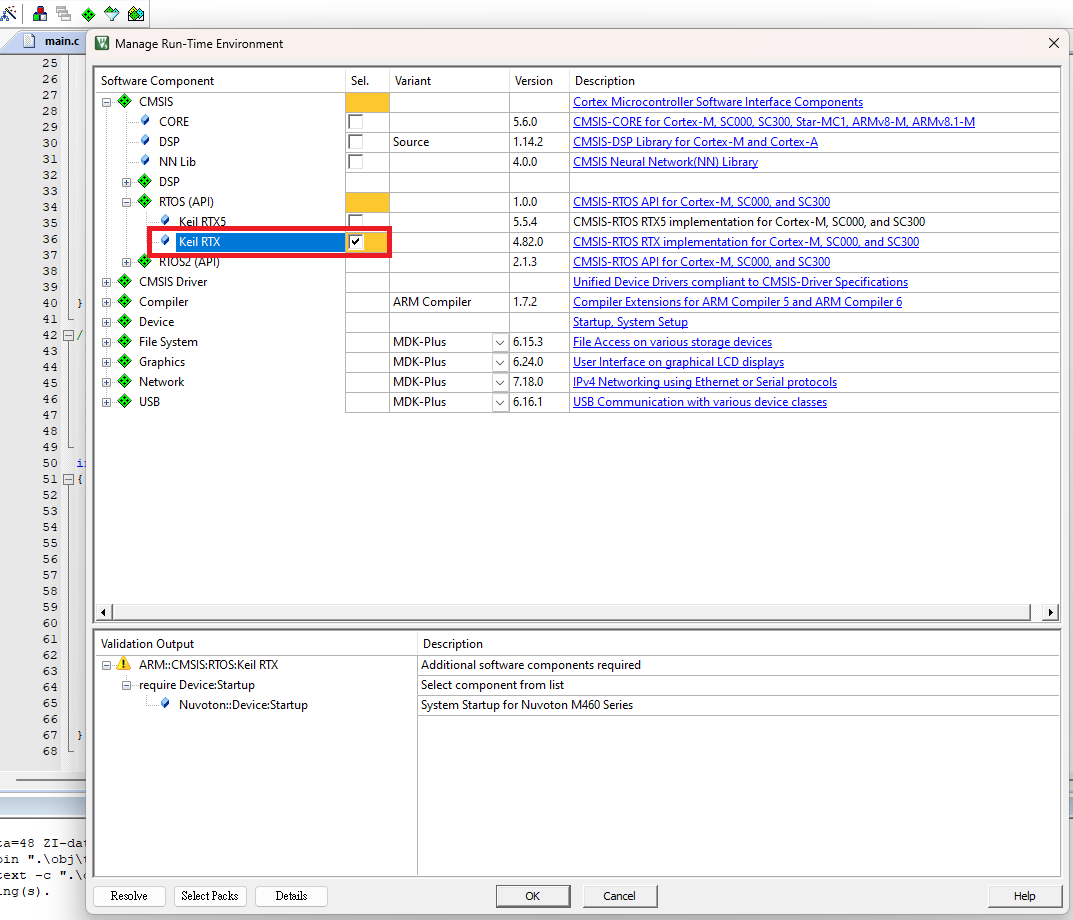 main.c
Manage Run-Time Environment
Software Component Sel. Variant Version Description
CMSIS Cortex Microcontroller Software Interface Components
CORE 5.6.0 CMSIS-CORE for Cortex-M, SC000, SC300, Star-MC1, ARMv8-M, ARMv8.1-M
DSP Source 1.14.2 CMSIS-DSP Library for Cortex-M and Cortex-A
NN Lib 4.0.0 CMSIS Neural Network(NN) Library
DSP
RTOS (API) 1.0.0 CMSIS-RTOS API for Cortex-M, SC000, and SC300
Keil RTX5 5.5.4 CMSIS-RTOS RTX5 implementation for Cortex-M, SC000, and SC300
Keil RTX 4.82.0 CMSIS-RTOS RTX implementation for Cortex-M, SC000, and SC300
RTOS2 (API) 2.1.3 CMSIS-RTOS API for Cortex-M, SC000, and SC300
CMSIS Driver Unified Device Drivers compliant to CMSIS-Driver Specifications
Compiler ARM Compiler 1.7.2 Compiler Extensions for ARM Compiler 5 and ARM Compiler 6
Device Startup, System Setup
File System MDK-Plus 6.15.3 File Access on various storage devices
Graphics MDK-Plus 6.24.0 User Interface on graphical LCD displays
Network MDK-Plus 7.18.0 IPv4 Networking using Ethernet or Serial protocols
USB MDK-Plus 6.16.1 USB Communication with various device classes
25
26
27
28
29
30
31
32
33
34
35
36
37
38
39
40 }
41
42 /
43
44
45
46
47
48
49
50
51 {
52
53
54
55
56
57
58
59
60
61
62
63
64
65
66
67 }
68
Validation Output Description
ARM::CMSIS:RTOS:Keil RTX Additional software components required
require Device:Startup Select component from list
Nuvoton::Device:Startup System Startup for Nuvoton M460 Series
Resolve Select Packs Details OK Cancel Help